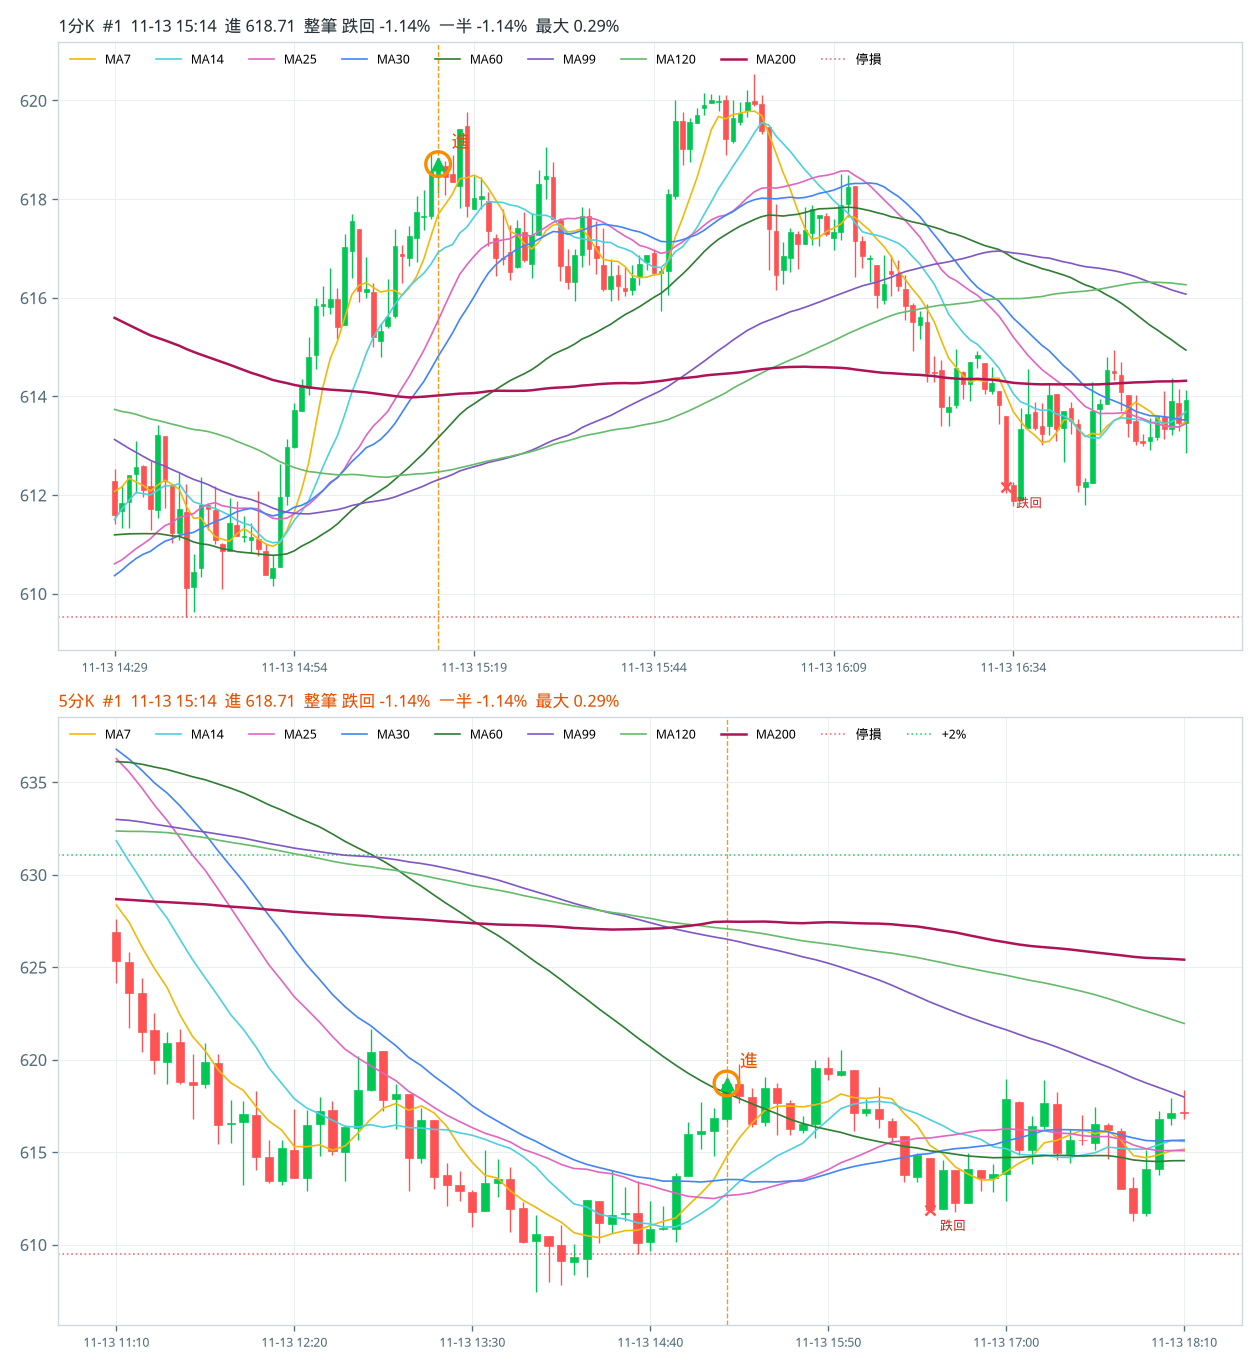 1分K  #1  11-13 15:14  進 618.71  整筆 跌回 -1.14%  一半 -1.14%  最大 0.29%
MA7 MA14 MA25 MA30 MA60 MA99 MA120 MA200 停損
620
進
618
616
614
612
跌回
610
11-13 14:29 11-13 14:54 11-13 15:19 11-13 15:44 11-13 16:09 11-13 16:34
5分K  #1  11-13 15:14  進 618.71  整筆 跌回 -1.14%  一半 -1.14%  最大 0.29%
MA7 MA14 MA25 MA30 MA60 MA99 MA120 MA200 停損 +2%
635
630
625
620
進
615
跌回
610
11-13 11:10 11-13 12:20 11-13 13:30 11-13 14:40 11-13 15:50 11-13 17:00 11-13 18:10